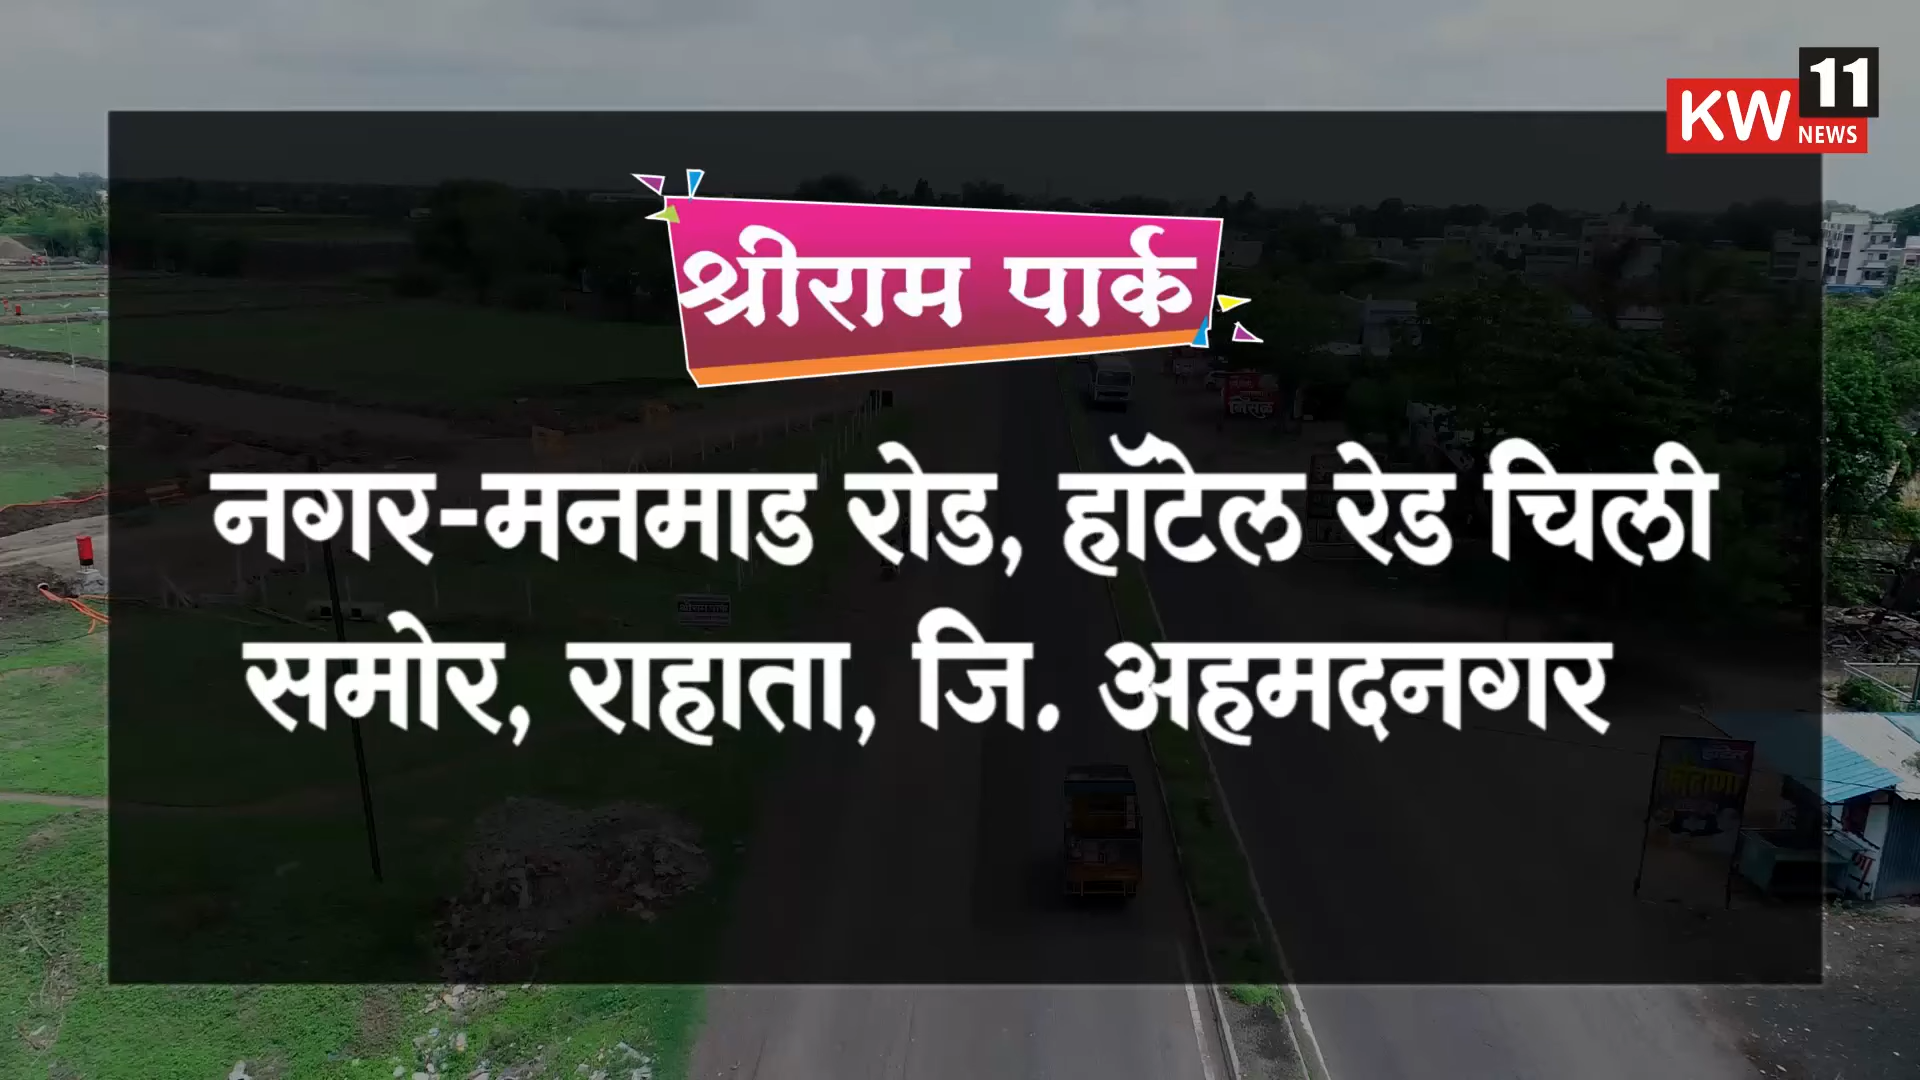 KW 11
NEWS
श्रीराम पार्क
नगर-मनमाड रोड, हॉटेल रेड चिली
समोर, राहाता, जि. अहमदनगर
श्रीराम पार्क